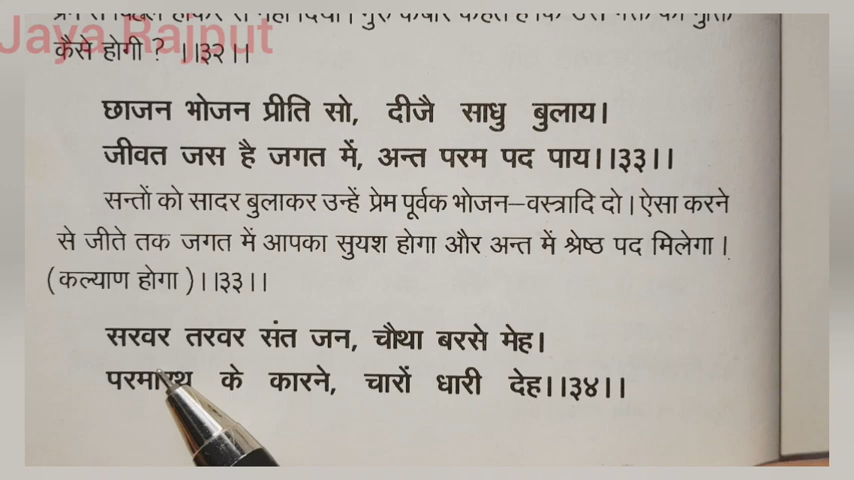 Jaya Rajput
कैसे होगी ? ।।३२।।
छाजन भोजन प्रीति सो, दीजै साधु बुलाय।
जीवत जस है जगत में, अन्त परम पद पाय।।३३।।
सन्तों को सादर बुलाकर उन्हें प्रेम पूर्वक भोजन–वस्त्रादि दो। ऐसा करने
से जीते तक जगत में आपका सुयश होगा और अन्त में श्रेष्ठ पद मिलेगा।
(कल्याण होगा)।।३३।।
सरवर तरवर संत जन, चौथा बरसे मेह।
परमारथ के कारने, चारों धारी देह।।३४।।